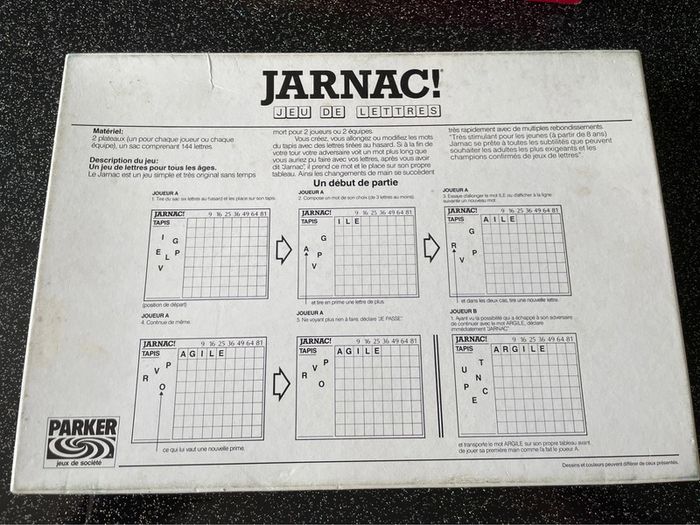 JARNAC!
JEU DE LETTRES
Matériel:
2 plateaux (un pour chaque joueur ou chaque
équipe), un sac comprenant 144 lettres.
Description du jeu:
Un jeu de lettres pour tous les âges.
Le Jarnac est un jeu simple et très original sans temps
mort pour 2 joueurs ou 2 équipes.
Vous créez, vous allongez ou modifiez les mots
du tapis avec des lettres tirées au hasard. Si à la fin de
votre tour votre adversaire voit un mot plus long que
vous auriez pu faire avec vos lettres, après vous avoir
dit "Jarnac", il prend ce mot et le place sur son propre
tableau. Ainsi les changements de main se succèdent
très rapidement avec de multiples rebondissements.
"Très stimulant pour les jeunes (à partir de 8 ans)
Jarnac se prête à toutes les subtilités que peuvent
souhaiter les adultes les plus exigeants et les
champions confirmés de jeux de lettres"
Un début de partie
JOUEUR A
1. Tire du sac six lettres au hasard et les place sur son tapis.
JARNAC!
9 16 25 36 49 64 81
TAPIS
I
G
E
L
P
V
(position de départ)
JOUEUR A
2. Compose un mot de son choix (de 3 lettres au moins).
JARNAC!
9 16 25 36 49 64 81
TAPIS
I L E
G
A
P
V
et tire en prime une lettre de plus.
JOUEUR A
3. Essaye d'allonger le mot ILE ou d'afficher à la ligne
suivante un nouveau mot.
JARNAC!
9 16 25 36 49 64 81
TAPIS
A I L E
G
R
P
V
et dans les deux cas, tire une nouvelle lettre.
JOUEUR A
4. Continue de même.
JARNAC!
9 16 25 36 49 64 81
TAPIS
A G I L E
P
V
R
O
ce qui lui vaut une nouvelle prime.
JOUEUR A
5. Ne voyant plus rien à faire, déclare "JE PASSE".
JARNAC!
9 16 25 36 49 64 81
TAPIS
A G I L E
P
V
R
O
JOUEUR B
1. Ayant vu la possibilité qui a échappé à son adversaire
de continuer avec le mot ARGILE, déclare
immédiatement "JARNAC!"
JARNAC!
9 16 25 36 49 64 81
TAPIS
A R G I L E
T
U
N
P
C
E
et transporte le mot ARGILE sur son propre tableau avant
de jouer sa première main comme l'a fait le joueur A.
PARKER
jeux de société
Dessins et couleurs peuvent différer de ceux présentés.